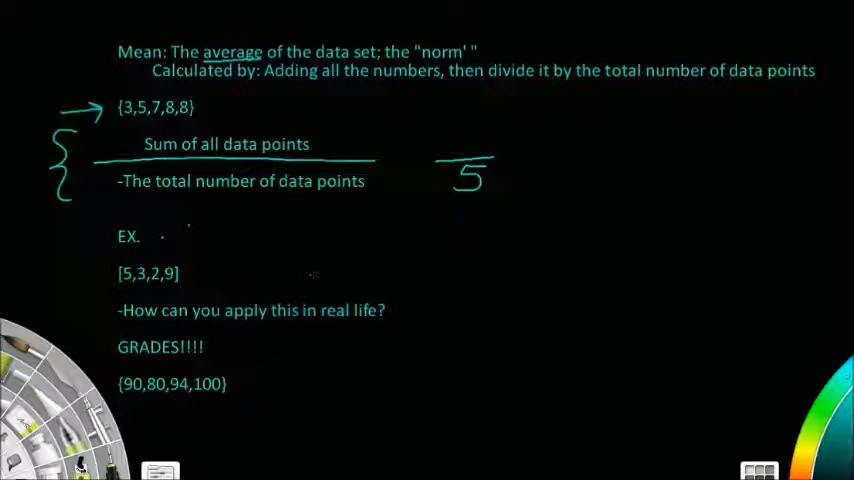 Mean: The average of the data set; the "norm' "
Calculated by: Adding all the numbers, then divide it by the total number of data points
{3,5,7,8,8}
Sum of all data points
-The total number of data points
5
EX.
[5,3,2,9]
-How can you apply this in real life?
GRADES!!!!
{90,80,94,100}